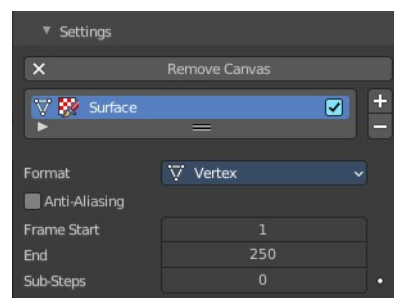 Settings
Remove Canvas
Surface
Format Vertex
Anti-Aliasing
Frame Start 1
End 250
Sub-Steps 0